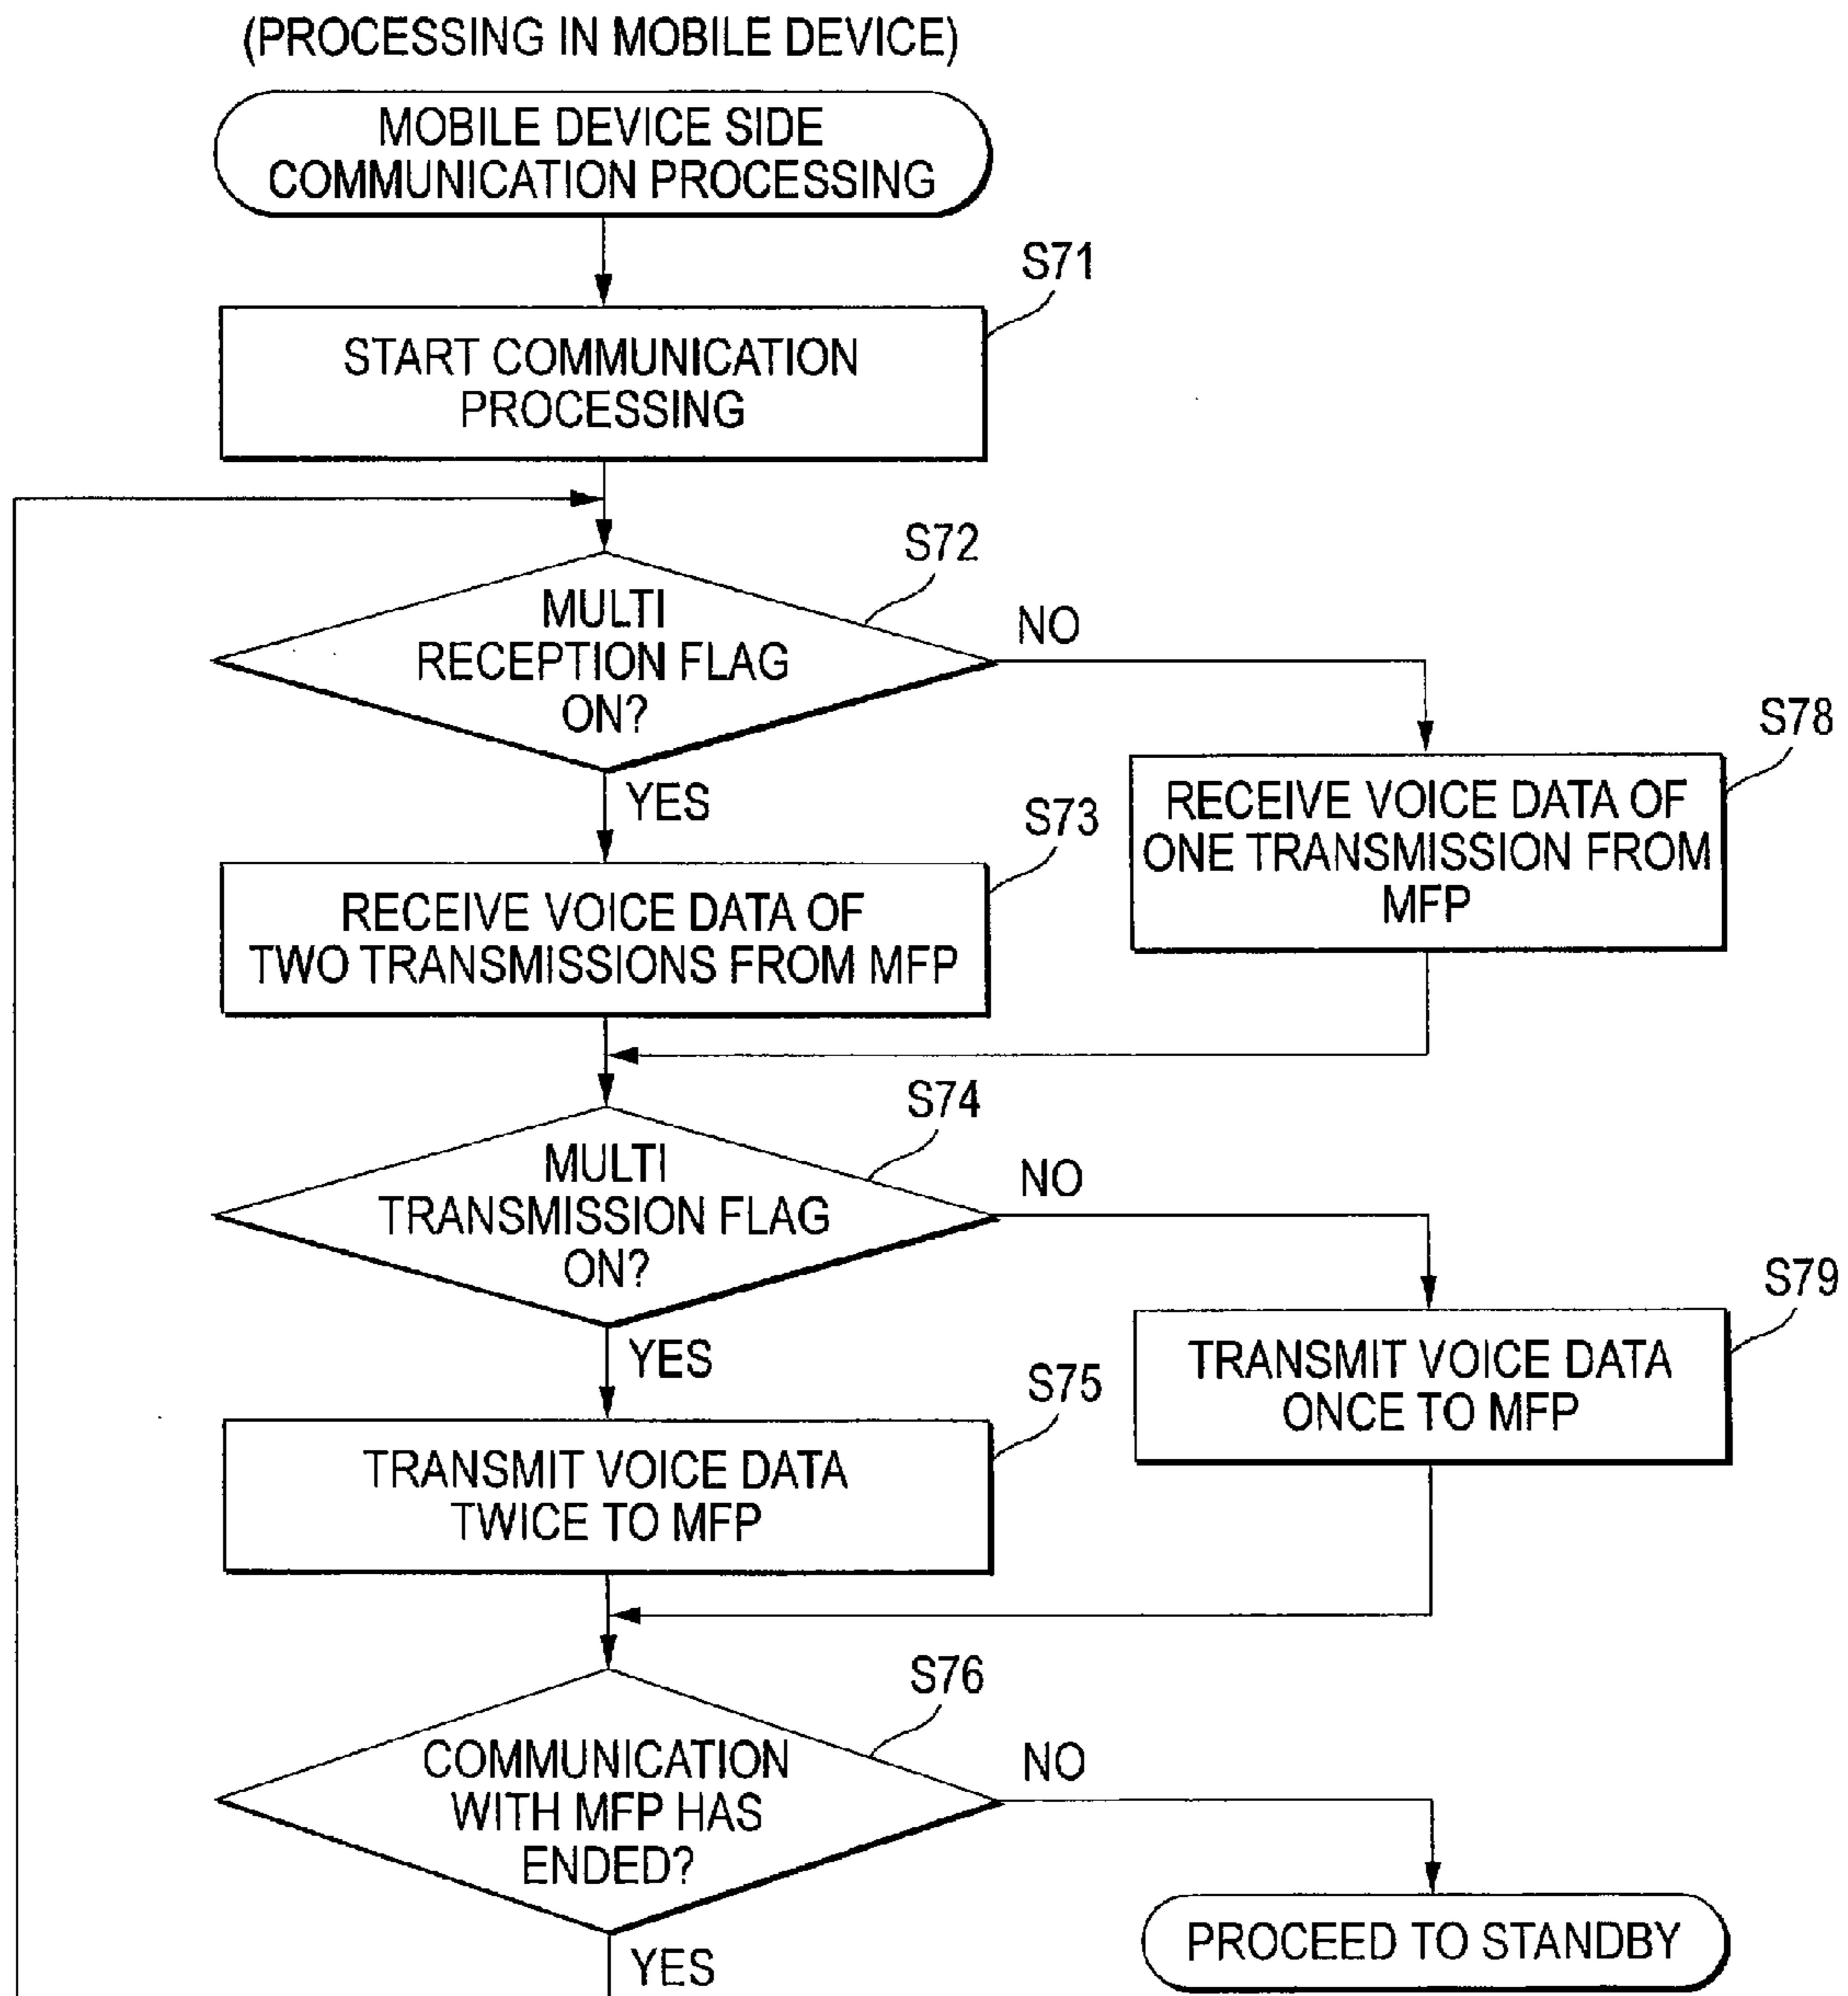 (PROCESSING IN MOBILE DEVICE)
MOBILE DEVICE SIDE
COMMUNICATION PROCESSING
S71
START COMMUNICATION
PROCESSING
S72
MULTI
RECEPTION FLAG
ON?
NO
YES
S78
RECEIVE VOICE DATA OF
ONE TRANSMISSION FROM
MFP
S73
RECEIVE VOICE DATA OF
TWO TRANSMISSIONS FROM MFP
S74
MULTI
TRANSMISSION FLAG
ON?
NO
YES
S79
TRANSMIT VOICE DATA
ONCE TO MFP
S75
TRANSMIT VOICE DATA
TWICE TO MFP
S76
COMMUNICATION
WITH MFP HAS
ENDED?
NO
PROCEED TO STANDBY
YES